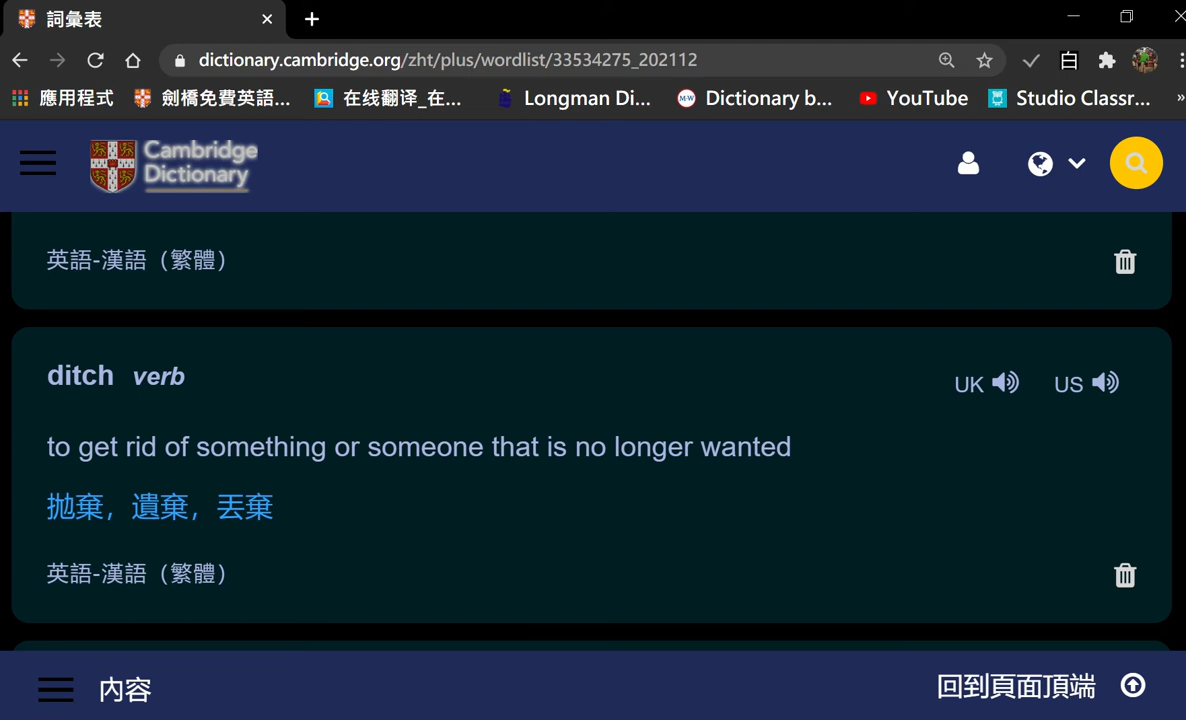 詞彙表
dictionary.cambridge.org/zht/plus/wordlist/33534275_202112
應用程式 劍橋免費英語... 在线翻译_在... Longman Di... M-W Dictionary b... YouTube Studio Classr... »
Cambridge
Dictionary
英語-漢語（繁體）
ditch verb UK US
to get rid of something or someone that is no longer wanted
拋棄，遺棄，丟棄
英語-漢語（繁體）
內容 回到頁面頂端